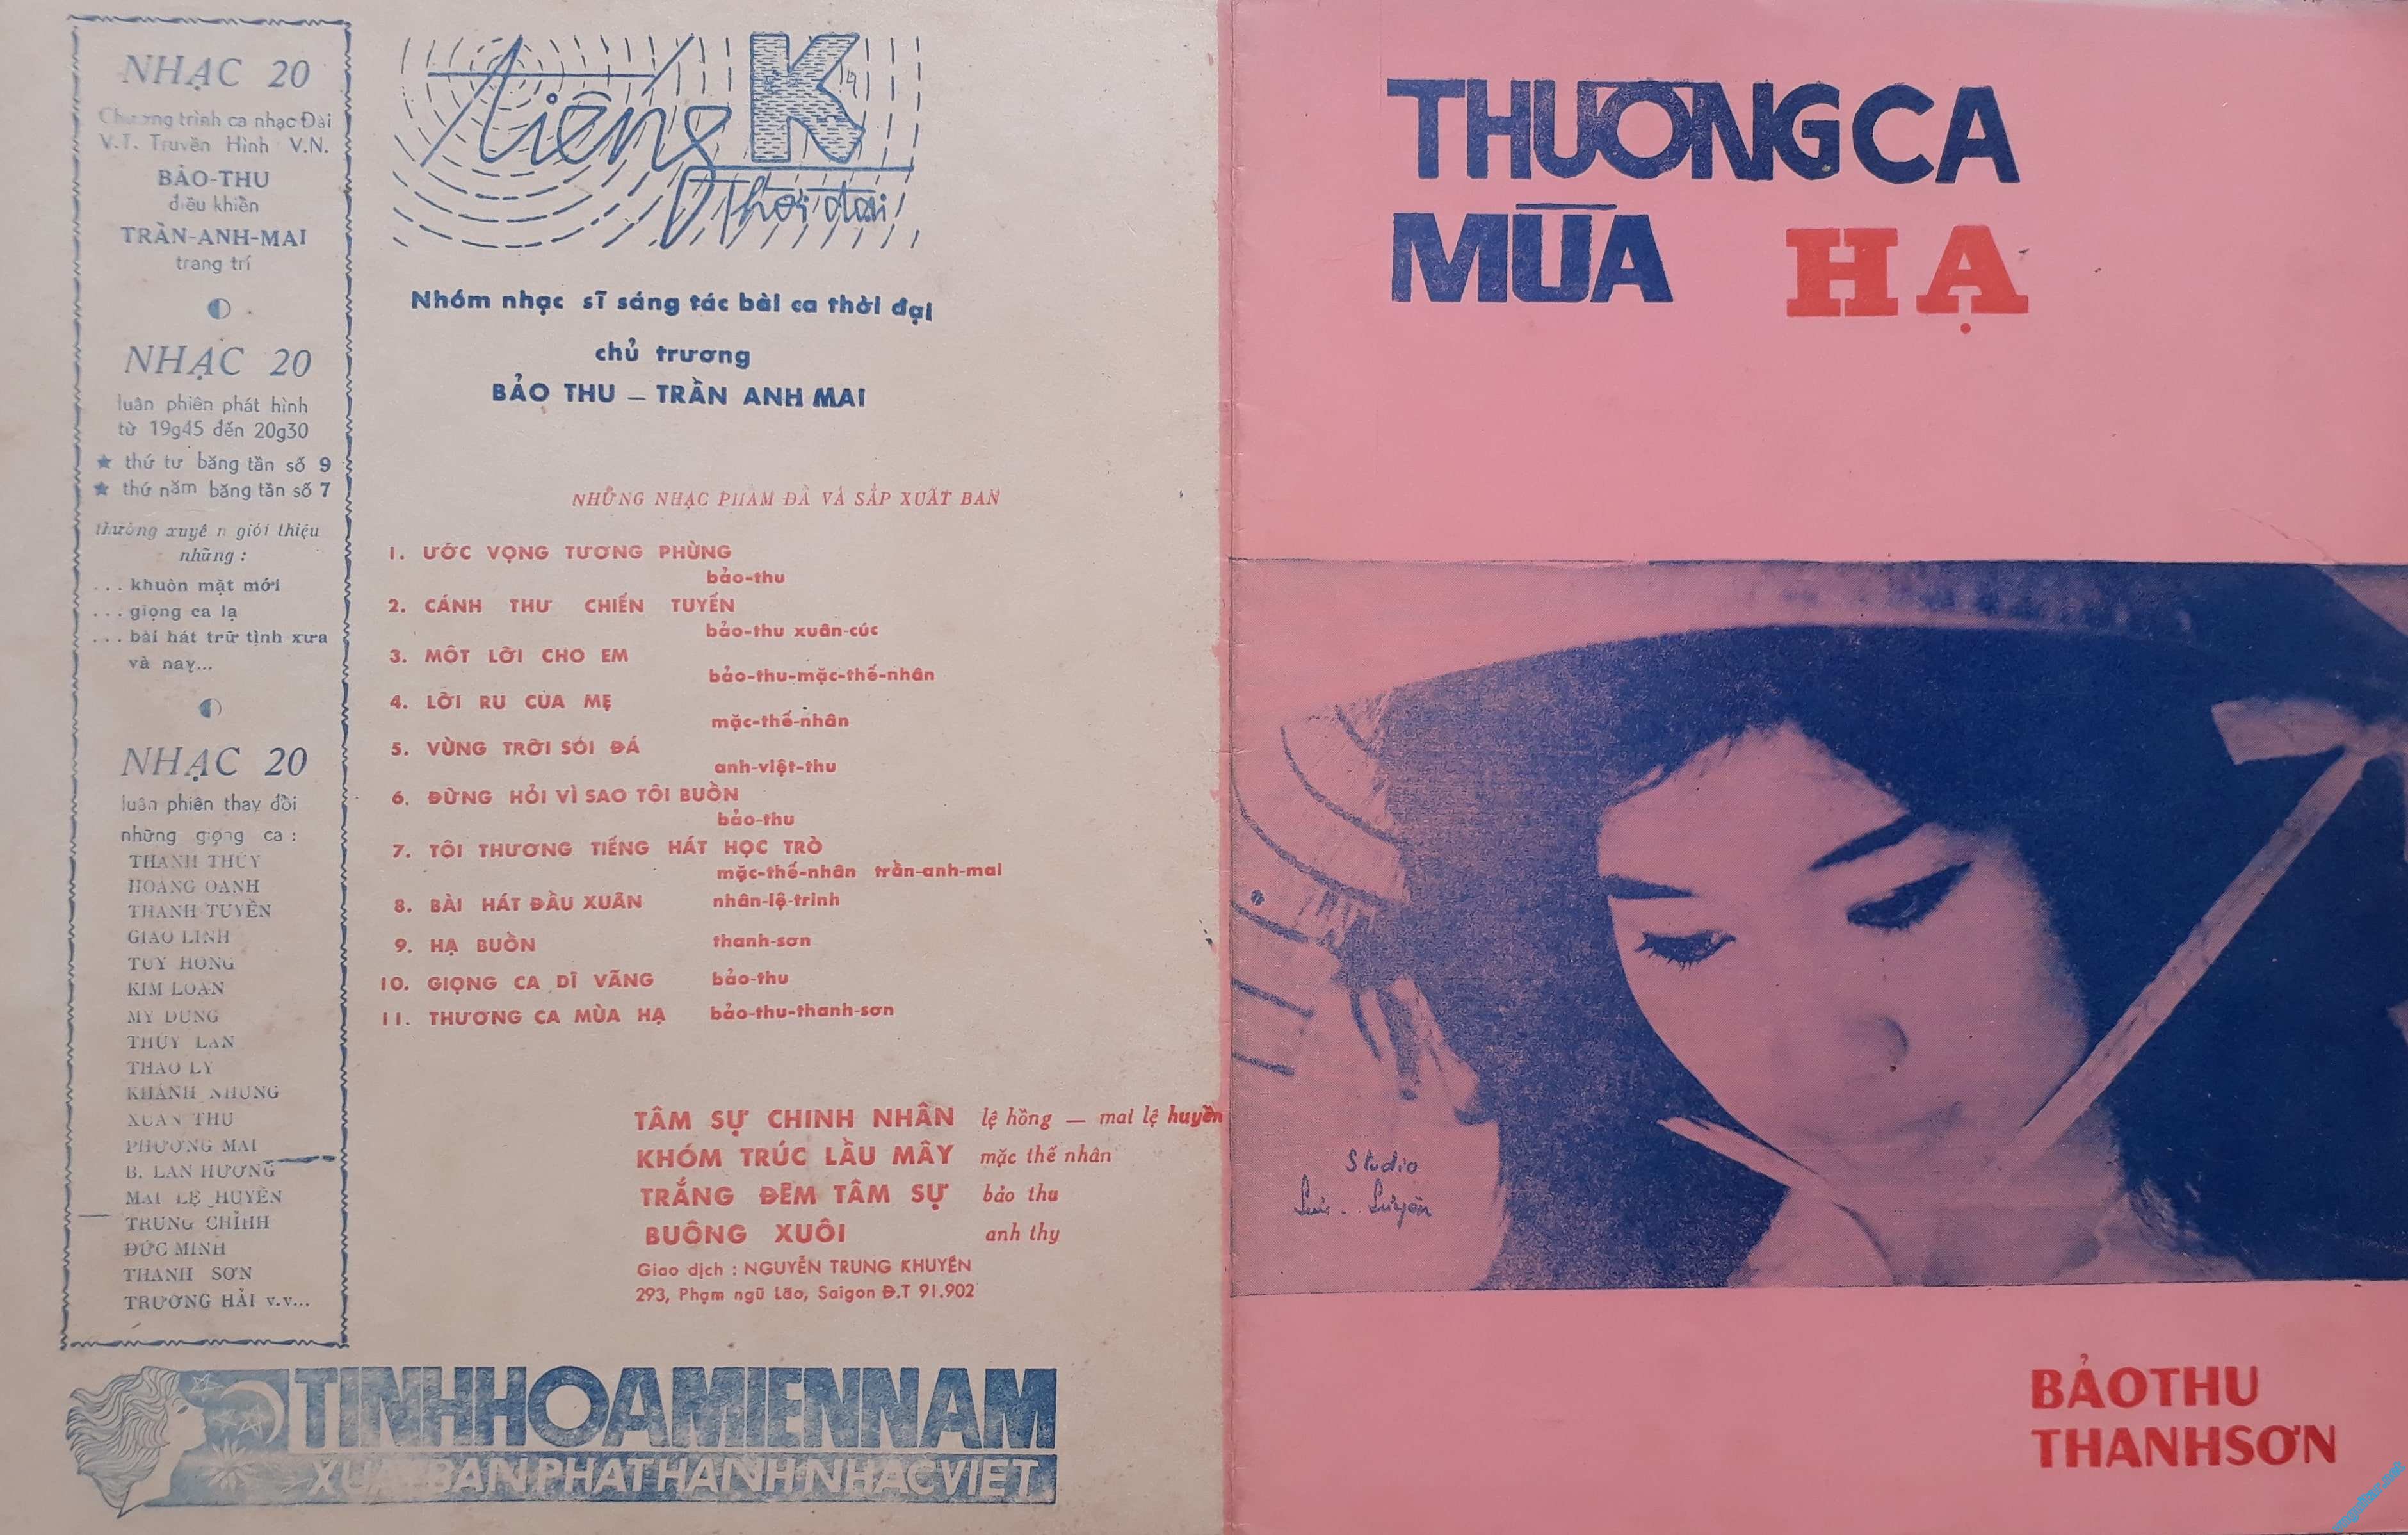 NHẠC 20
Chương trình ca nhạc Đài
V.T. Truyền Hình V.N.
BẢO-THU
điều khiển
TRẦN-ANH-MAI
trang trí
NHẠC 20
luân phiên phát hình
từ 19g45 đến 20g30
★ thứ tư băng tần số 9
★ thứ năm băng tần số 7
thường xuyê n giới thiệu
những :
... khuôn mặt mới
... giọng ca lạ
... bài hát trữ tình xưa
và nay...
NHẠC 20
luân phiên thay đổi
những giọng ca :
THANH THÚY
HOÀNG OANH
THANH TUYỀN
GIAO LINH
TÚY HỒNG
KIM LOAN
MỸ DUNG
THÚY LAN
THẢO LY
KHÁNH NHUNG
XUÂN THU
PHƯƠNG MAI
B. LAN HƯƠNG
MAI LỆ HUYỀN
TRUNG CHỈNH
ĐỨC MINH
THANH SƠN
TRƯỜNG HẢI v.v...
tiếng K
thời đại
Nhóm nhạc sĩ sáng tác bài ca thời đại
chủ trương
BẢO THU — TRẦN ANH MAI
NHỮNG NHẠC PHẨM ĐÃ VÀ SẮP XUẤT BẢN
1. ƯỚC VỌNG TƯƠNG PHÙNG
bảo-thu
2. CÁNH THƯ CHIẾN TUYẾN
bảo-thu xuân-cúc
3. MỘT LỜI CHO EM
bảo-thu-mặc-thế-nhân
4. LỜI RU CỦA MẸ
mặc-thế-nhân
5. VÙNG TRỜI SỎI ĐÁ
anh-việt-thu
6. ĐỪNG HỎI VÌ SAO TÔI BUỒN
bảo-thu
7. TÔI THƯƠNG TIẾNG HÁT HỌC TRÒ
mặc-thế-nhân trần-anh-mai
8. BÀI HÁT ĐẦU XUÂN nhân-lệ-trinh
9. HẠ BUỒN thanh-sơn
10. GIỌNG CA DĨ VÃNG bảo-thu
11. THƯƠNG CA MÙA HẠ bảo-thu-thanh-sơn
TÂM SỰ CHINH NHÂN lệ hồng — mai lệ huyền
KHÓM TRÚC LẦU MÂY mặc thế nhân
TRẮNG ĐÊM TÂM SỰ bảo thu
BUÔNG XUÔI anh thy
Giao dịch : NGUYỄN TRUNG KHUYẾN
293, Phạm ngũ Lão, Saigon Đ.T 91.902
TINHHOAMIENNAM
XUATBANPHATHANHNHACVIET
THƯƠNGCA
MÙA HẠ
Studio
BẢOTHU
THANHSƠN